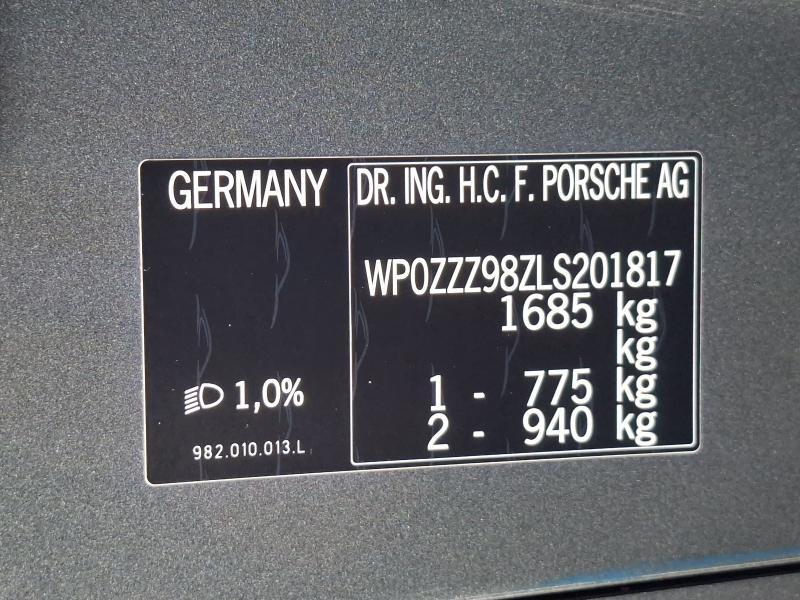 GERMANY
1,0%
982.010.013.L
DR. ING. H.C. F. PORSCHE AG
WP0ZZZ98ZLS201817
1685 kg
kg
1 - 775 kg
2 - 940 kg